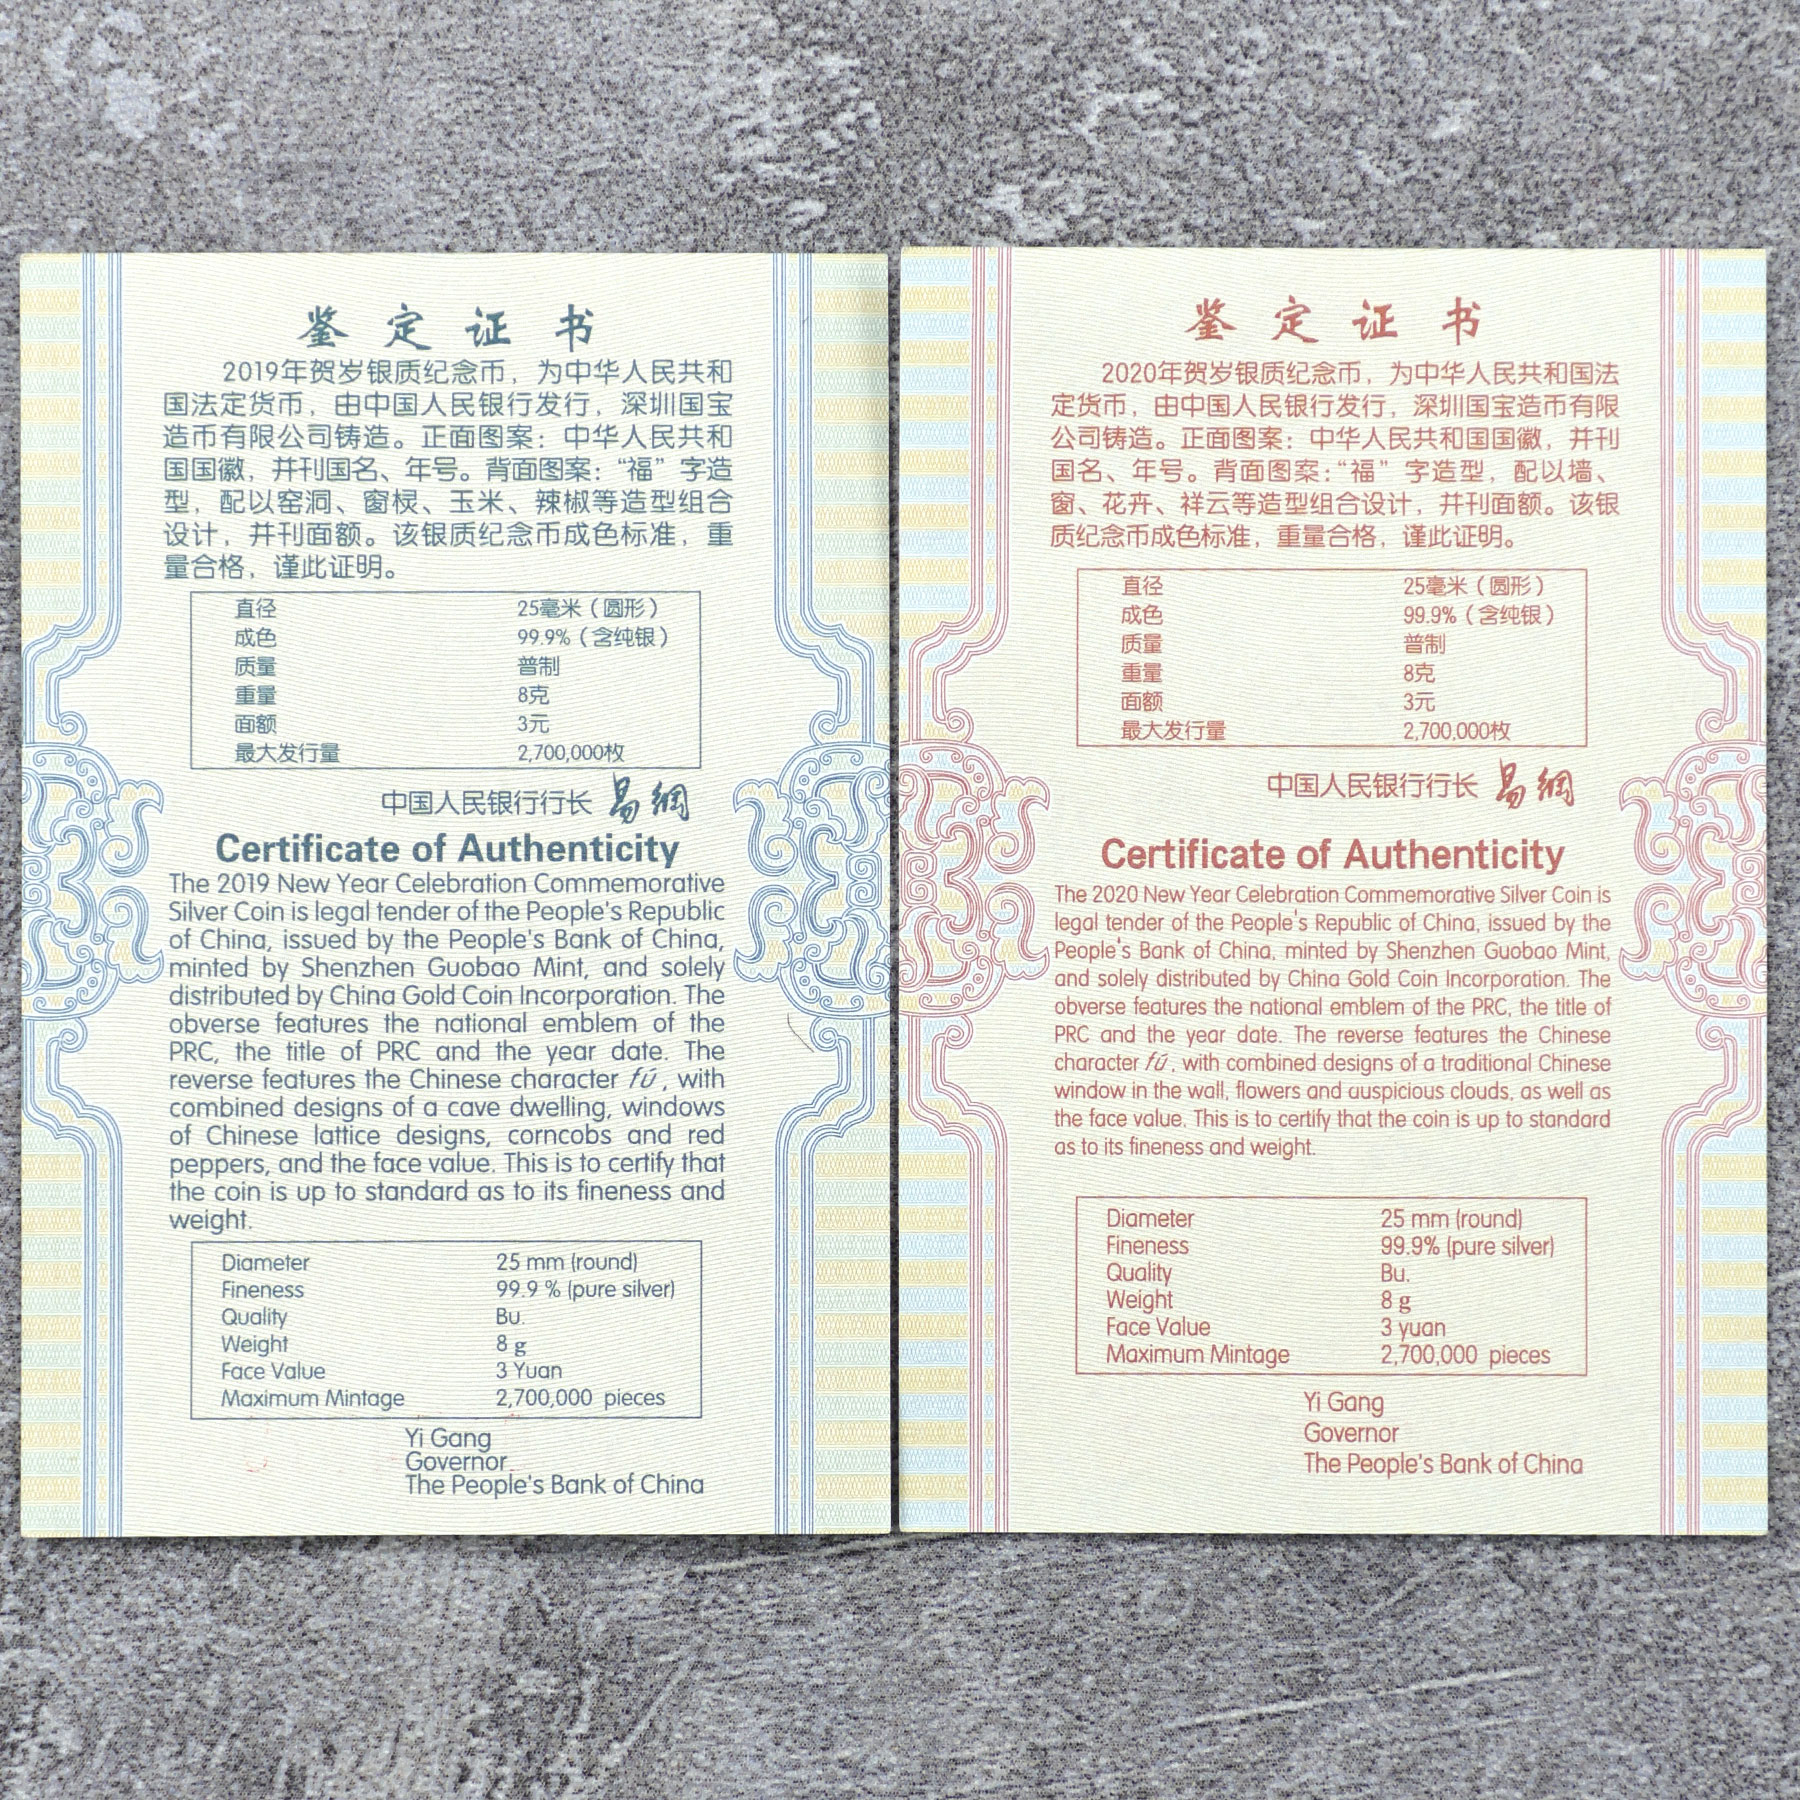 鉴定证书
2019年贺岁银质纪念币，为中华人民共和
国法定货币，由中国人民银行发行，深圳国宝
造币有限公司铸造。正面图案：中华人民共和
国国徽，并刊国名、年号。背面图案：“福”字造
型，配以窑洞、窗棂、玉米、辣椒等造型组合
设计，并刊面额。该银质纪念币成色标准，重
量合格，谨此证明。
直径 25毫米（圆形）
成色 99.9%（含纯银）
质量 普制
重量 8克
面额 3元
最大发行量 2,700,000枚
中国人民银行行长 易纲
Certificate of Authenticity
The 2019 New Year Celebration Commemorative
Silver Coin is legal tender of the People's Republic
of China, issued by the People's Bank of China,
minted by Shenzhen Guobao Mint, and solely
distributed by China Gold Coin Incorporation. The
obverse features the national emblem of the
PRC, the title of PRC and the year date. The
reverse features the Chinese character fú, with
combined designs of a cave dwelling, windows
of Chinese lattice designs, corncobs and red
peppers, and the face value. This is to certify that
the coin is up to standard as to its fineness and
weight.
Diameter 25 mm (round)
Fineness 99.9 % (pure silver)
Quality Bu.
Weight 8 g
Face Value 3 Yuan
Maximum Mintage 2,700,000 pieces
Yi Gang
Governor
The People's Bank of China
鉴定证书
2020年贺岁银质纪念币，为中华人民共和国法
定货币，由中国人民银行发行，深圳国宝造币有限
公司铸造。正面图案：中华人民共和国国徽，并刊
国名、年号。背面图案：“福”字造型，配以墙、
窗、花卉、祥云等造型组合设计，并刊面额。该银
质纪念币成色标准，重量合格，谨此证明。
直径 25毫米（圆形）
成色 99.9%（含纯银）
质量 普制
重量 8克
面额 3元
最大发行量 2,700,000枚
中国人民银行行长 易纲
Certificate of Authenticity
The 2020 New Year Celebration Commemorative Silver Coin is
legal tender of the People's Republic of China, issued by the
People's Bank of China, minted by Shenzhen Guobao Mint,
and solely distributed by China Gold Coin Incorporation. The
obverse features the national emblem of the PRC, the title of
PRC and the year date. The reverse features the Chinese
character fú, with combined designs of a traditional Chinese
window in the wall, flowers and auspicious clouds, as well as
the face value. This is to certify that the coin is up to standard
as to its fineness and weight.
Diameter 25 mm (round)
Fineness 99.9% (pure silver)
Quality Bu.
Weight 8 g
Face Value 3 yuan
Maximum Mintage 2,700,000 pieces
Yi Gang
Governor
The People's Bank of China